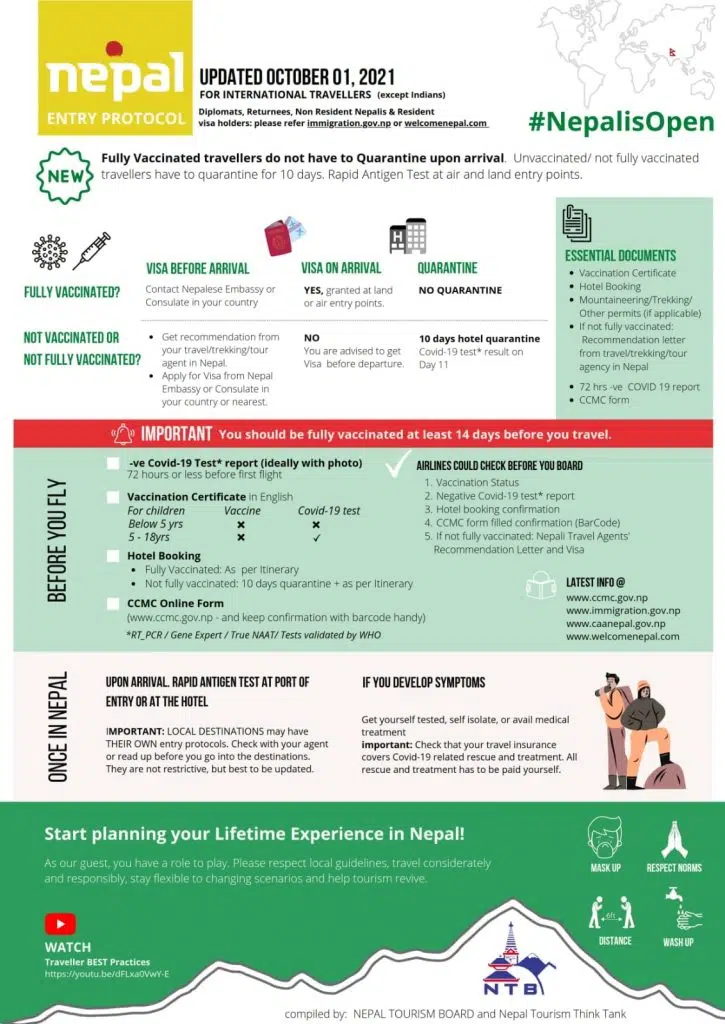 nepal
ENTRY PROTOCOL
UPDATED OCTOBER 01, 2021
FOR INTERNATIONAL TRAVELLERS (except Indians)
Diplomats, Returnees, Non Resident Nepalis & Resident
visa holders: please refer immigration.gov.np or welcomenepal.com
#NepalisOpen
NEW
Fully Vaccinated travellers do not have to Quarantine upon arrival. Unvaccinated/ not fully vaccinated
travellers have to quarantine for 10 days. Rapid Antigen Test at air and land entry points.
VISA BEFORE ARRIVAL
VISA ON ARRIVAL
QUARANTINE
FULLY VACCINATED?
Contact Nepalese Embassy or
Consulate in your country
YES, granted at land
or air entry points.
NO QUARANTINE
NOT VACCINATED OR
NOT FULLY VACCINATED?
• Get recommendation from
your travel/trekking/tour
agent in Nepal.
• Apply for Visa from Nepal
Embassy or Consulate in
your country or nearest.
NO
You are advised to get
Visa before departure.
10 days hotel quarantine
Covid-19 test* result on
Day 11
H
ESSENTIAL DOCUMENTS
• Vaccination Certificate
• Hotel Booking
• Mountaineering/Trekking/
Other permits (if applicable)
• If not fully vaccinated:
Recommendation letter
from travel/trekking/tour
agency in Nepal
• 72 hrs -ve COVID 19 report
• CCMC form
IMPORTANT You should be fully vaccinated at least 14 days before you travel.
BEFORE YOU FLY
-ve Covid-19 Test* report (ideally with photo)
72 hours or less before first flight
Vaccination Certificate in English
For children Vaccine Covid-19 test
Below 5 yrs ✖ ✖
5 - 18yrs ✖ ✓
Hotel Booking
• Fully Vaccinated: As per Itinerary
• Not fully vaccinated: 10 days quarantine + as per Itinerary
CCMC Online Form
(www.ccmc.gov.np - and keep confirmation with barcode handy)
*RT_PCR / Gene Expert / True NAAT/ Tests validated by WHO
AIRLINES COULD CHECK BEFORE YOU BOARD
1. Vaccination Status
2. Negative Covid-19 test* report
3. Hotel booking confirmation
4. CCMC form filled confirmation (BarCode)
5. If not fully vaccinated: Nepali Travel Agents'
Recommendation Letter and Visa
LATEST INFO @
www.ccmc.gov.np
www.immigration.gov.np
www.caanepal.gov.np
www.welcomenepal.com
ONCE IN NEPAL
UPON ARRIVAL. RAPID ANTIGEN TEST AT PORT OF
ENTRY OR AT THE HOTEL
IMPORTANT: LOCAL DESTINATIONS may have
THEIR OWN entry protocols. Check with your agent
or read up before you go into the destinations.
They are not restrictive, but best to be updated.
IF YOU DEVELOP SYMPTOMS
Get yourself tested, self isolate, or avail medical
treatment
important: Check that your travel insurance
covers Covid-19 related rescue and treatment. All
rescue and treatment has to be paid yourself.
Start planning your Lifetime Experience in Nepal!
As our guest, you have a role to play. Please respect local guidelines, travel considerately
and responsibly, stay flexible to changing scenarios and help tourism revive.
MASK UP
RESPECT NORMS
6ft
DISTANCE
WASH UP
WATCH
Traveller BEST Practices
https://youtu.be/dFLxa0VwY-E
NTB
compiled by: NEPAL TOURISM BOARD and Nepal Tourism Think Tank